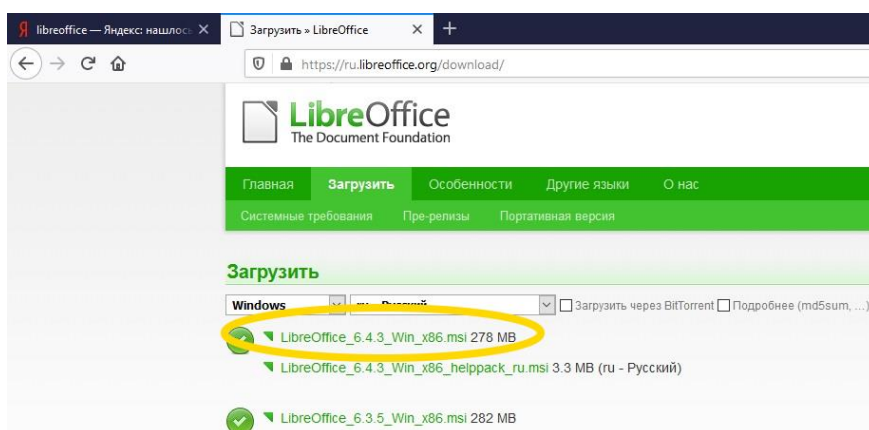 Я libreoffice — Яндекс: нашлось
Загрузить » LibreOffice
https://ru.libreoffice.org/download/
LibreOffice
The Document Foundation
Главная Загрузить Особенности Другие языки О нас
Системные требования Пре-релизы Портативная версия
Загрузить
Windows ru - Русский Загрузить через BitTorrent Подробнее (md5sum, ...)
LibreOffice_6.4.3_Win_x86.msi 278 MB
LibreOffice_6.4.3_Win_x86_helppack_ru.msi 3.3 MB (ru - Русский)
LibreOffice_6.3.5_Win_x86.msi 282 MB